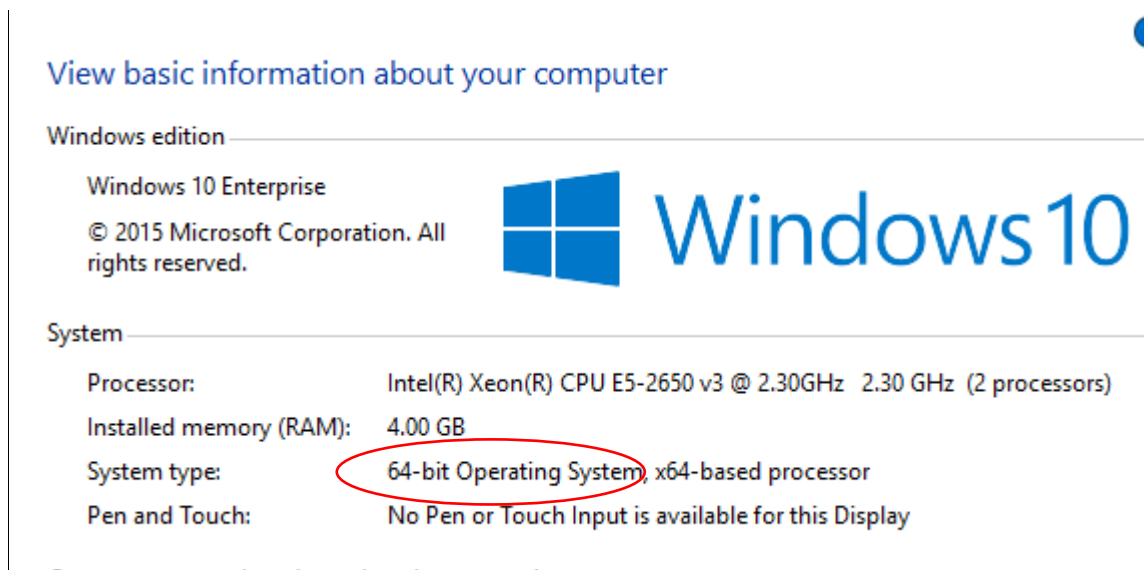 View basic information about your computer
Windows edition
Windows 10 Enterprise
© 2015 Microsoft Corporation. All
rights reserved.
Windows 10
System
Processor: Intel(R) Xeon(R) CPU E5-2650 v3 @ 2.30GHz 2.30 GHz (2 processors)
Installed memory (RAM): 4.00 GB
System type: 64-bit Operating System, x64-based processor
Pen and Touch: No Pen or Touch Input is available for this Display